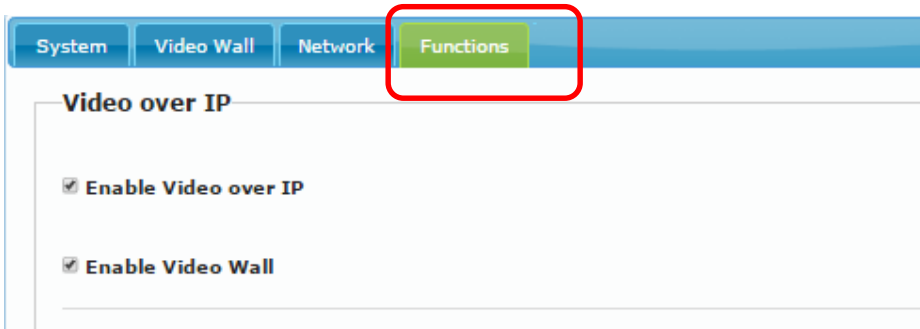 System Video Wall Network Functions
Video over IP
Enable Video over IP
Enable Video Wall